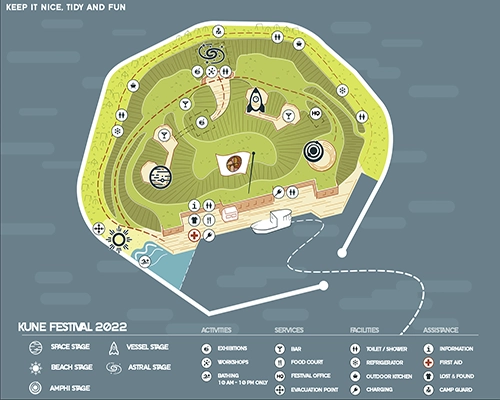 KEEP IT NICE, TIDY AND FUN
HQ
KUNE FESTIVAL 2022
SPACE STAGE
VESSEL STAGE
BEACH STAGE
ASTRAL STAGE
AMPHI STAGE
ACTIVITIES
EXHIBITIONS
WORKSHOPS
BATHING
10 AM - 10 PM ONLY
SERVICES
BAR
FOOD COURT
HQ FESTIVAL OFFICE
EVACUATION POINT
FACILITIES
TOILET / SHOWER
REFRIGERATOR
OUTDOOR KITCHEN
CHARGING
ASSISTANCE
INFORMATION
FIRST AID
LOST & FOUND
CAMP GUARD